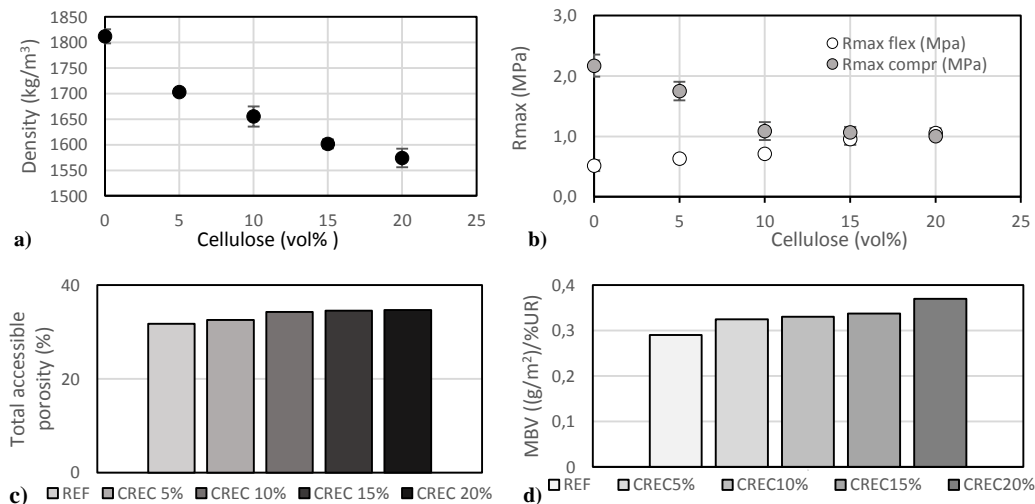 1850
1800
1750
1700
1650
1600
1550
1500
Density (kg/m³)
0 5 10 15 20 25
Cellulose (vol% )
a)
3,0
2,0
1,0
0,0
Rmax (MPa)
Rmax flex (Mpa)
Rmax compr (MPa)
0 5 10 15 20 25
Cellulose (vol%)
b)
40
20
0
Total accessible
porosity (%)
REF CREC 5% CREC 10% CREC 15% CREC 20%
c)
0,4
0,3
0,2
0,1
0
MBV ((g/m²)/%UR)
REF CREC5% CREC10% CREC15% CREC20%
d)